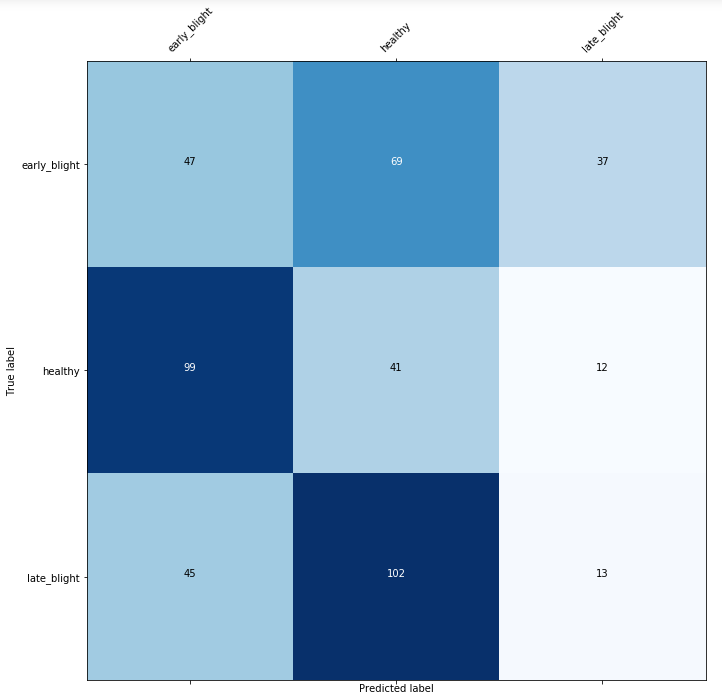 early_blight healthy late_blight
early_blight 47 69 37
True label
healthy 99 41 12
late_blight 45 102 13
Predicted label